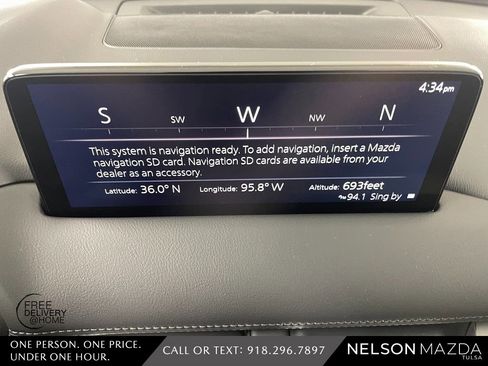 4:34pm
S SW W NW N
This system is navigation ready. To add navigation, insert a Mazda
navigation SD card. Navigation SD cards are available from your
dealer as an accessory.
Latitude: 36.0° N Longitude: 95.8° W Altitude: 693feet
94.1 Sing by
FREE
DELIVERY
@HOME
ONE PERSON. ONE PRICE.
UNDER ONE HOUR.
CALL OR TEXT: 918.296.7897
NELSON MAZDA
TULSA